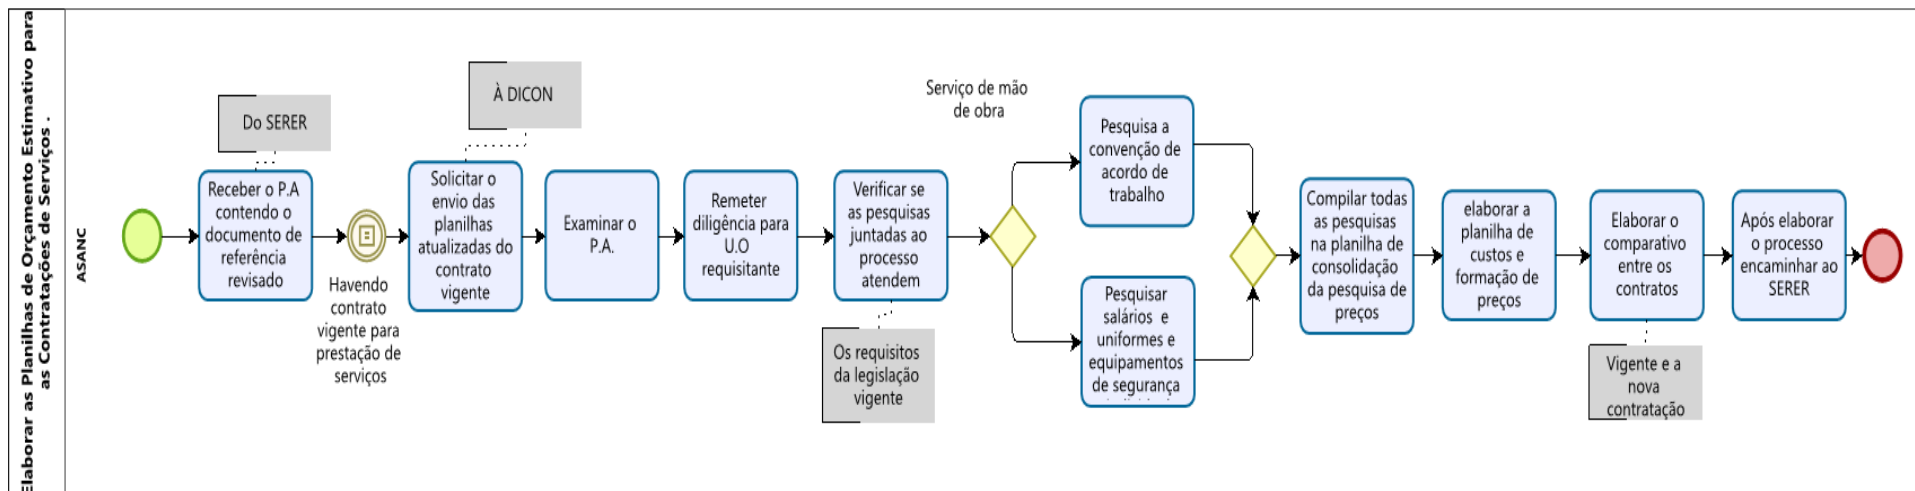 Elaborar as Planilhas de Orçamento Estimativo para
as Contratações de Serviços .
ASANC
Do SERER
Receber o P.A
contendo o
documento de
referência
revisado
Havendo
contrato
vigente para
prestação de
serviços
À DICON
Solicitar o
envio das
planilhas
atualizadas do
contrato
vigente
Examinar o
P.A.
Remeter
diligência para
U.O
requisitante
Verificar se
as pesquisas
juntadas ao
processo
atendem
Os requisitos
da legislação
vigente
Serviço de mão
de obra
Pesquisa a
convenção de
acordo de
trabalho
Pesquisar
salários e
uniformes e
equipamentos
de segurança
Compilar todas
as pesquisas
na planilha de
consolidação
da pesquisa de
preços
elaborar a
planilha de
custos e
formação de
preços
Elaborar o
comparativo
entre os
contratos
Vigente e a
nova
contratação
Após elaborar
o processo
encaminhar ao
SERER